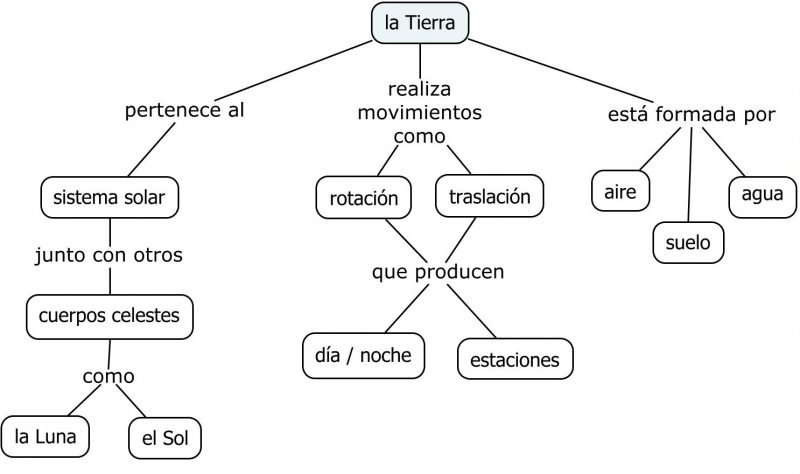 la Tierra
pertenece al
realiza
movimientos
como
está formada por
sistema solar
rotación
traslación
aire
suelo
agua
junto con otros
que producen
cuerpos celestes
día / noche
estaciones
como
la Luna
el Sol